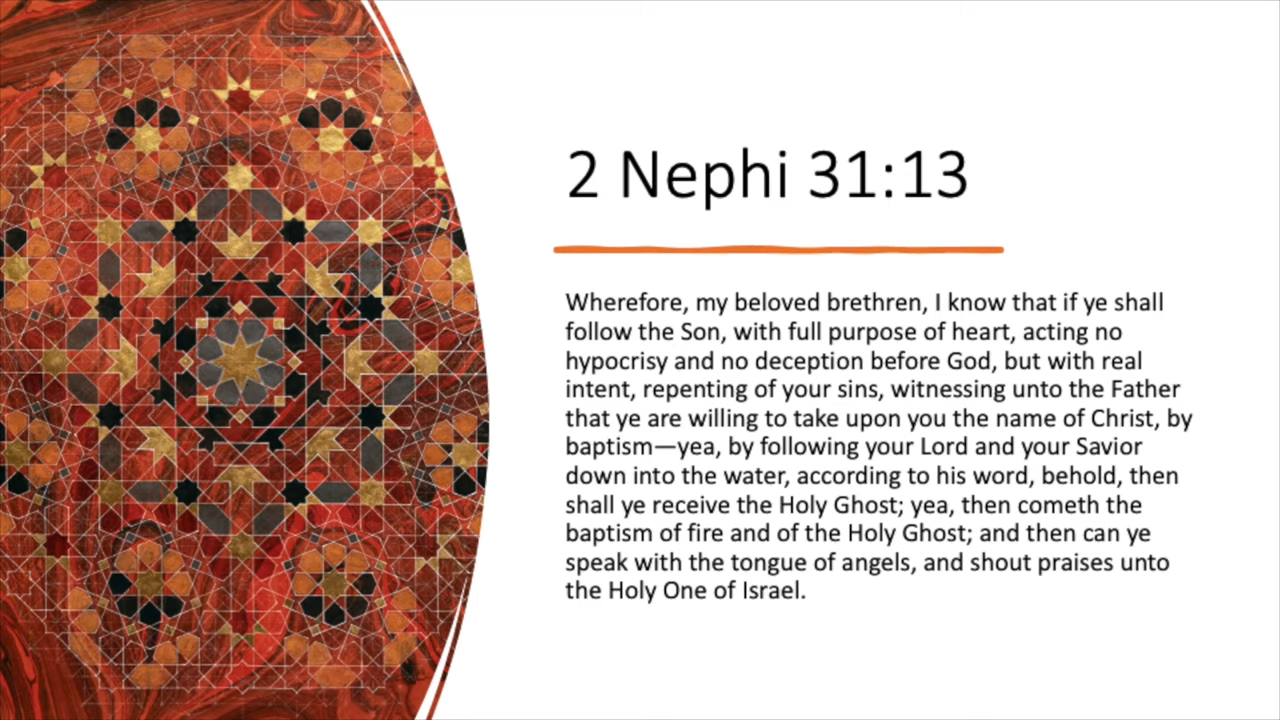 2 Nephi 31:13
Wherefore, my beloved brethren, I know that if ye shall
follow the Son, with full purpose of heart, acting no
hypocrisy and no deception before God, but with real
intent, repenting of your sins, witnessing unto the Father
that ye are willing to take upon you the name of Christ, by
baptism—yea, by following your Lord and your Savior
down into the water, according to his word, behold, then
shall ye receive the Holy Ghost; yea, then cometh the
baptism of fire and of the Holy Ghost; and then can ye
speak with the tongue of angels, and shout praises unto
the Holy One of Israel.